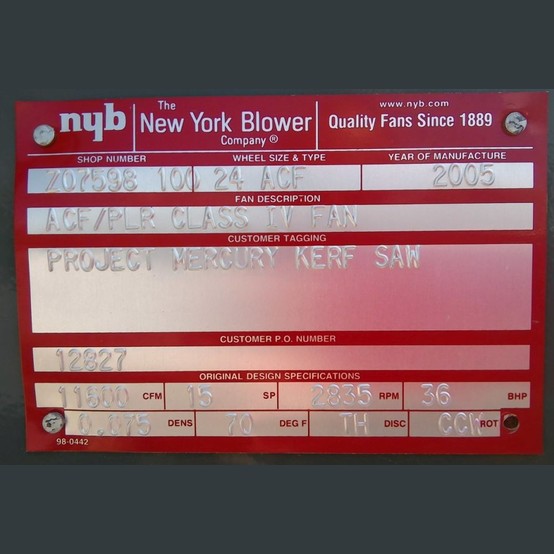 The www.nyb.com
nyb New York Blower Quality Fans Since 1889
Company®
SHOP NUMBER WHEEL SIZE & TYPE YEAR OF MANUFACTURE
Z07598 100 24 ACF 2005
FAN DESCRIPTION
ACF/PLR CLASS IV FAN
CUSTOMER TAGGING
PROJECT MERCURY KERF SAW
CUSTOMER P.O. NUMBER
12827
ORIGINAL DESIGN SPECIFICATIONS
11600 CFM 15 SP 2835 RPM 36 BHP
0.075 DENS 70 DEG F TH DISC CCW ROT
98-0442